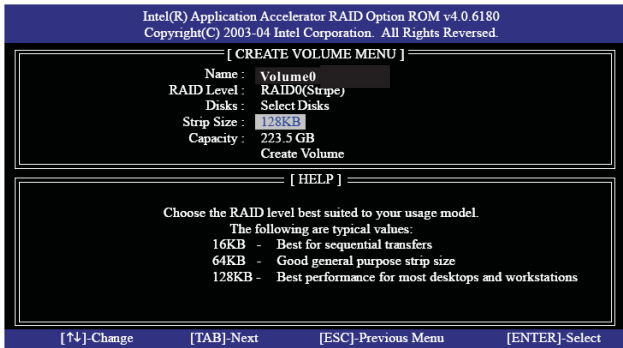 Intel(R) Application Accelerator RAID Option ROM v4.0.6180
Copyright(C) 2003-04 Intel Corporation. All Rights Reversed.
[ CREATE VOLUME MENU ]
Name : Volume0
RAID Level : RAID0(Stripe)
Disks : Select Disks
Strip Size : 128KB
Capacity : 223.5 GB
Create Volume
[ HELP ]
Choose the RAID level best suited to your usage model.
The following are typical values:
16KB - Best for sequential transfers
64KB - Good general purpose strip size
128KB - Best performance for most desktops and workstations
[↑↓]-Change [TAB]-Next [ESC]-Previous Menu [ENTER]-Select